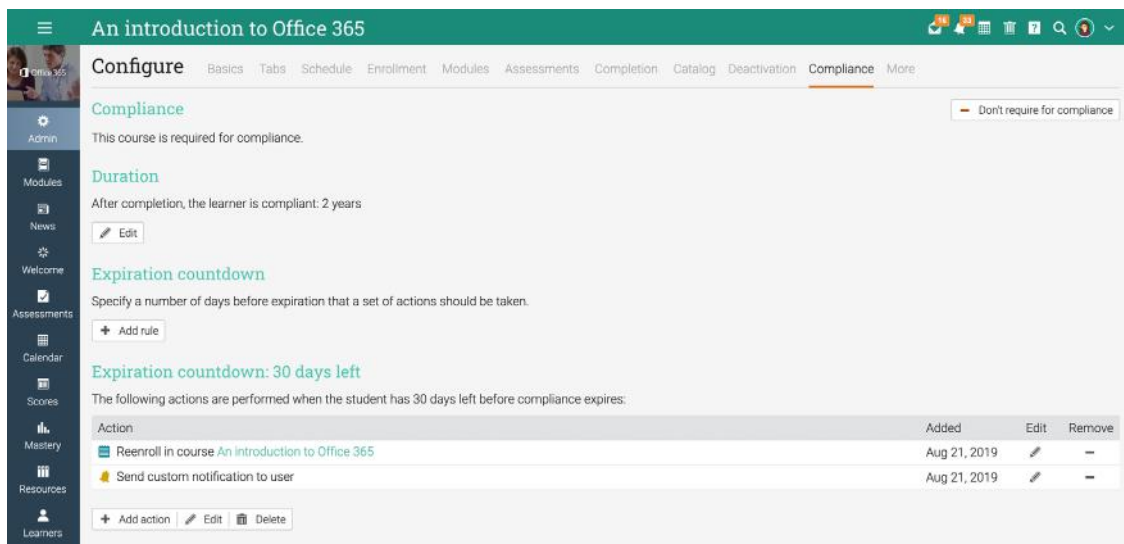 An introduction to Office 365
16
33
Office 365
Configure Basics Tabs Schedule Enrollment Modules Assessments Completion Catalog Deactivation Compliance More
Compliance
Don't require for compliance
This course is required for compliance.
Duration
After completion, the learner is compliant: 2 years
Edit
Expiration countdown
Specify a number of days before expiration that a set of actions should be taken.
+ Add rule
Expiration countdown: 30 days left
The following actions are performed when the student has 30 days left before compliance expires:
Action Added Edit Remove
Reenroll in course An introduction to Office 365 Aug 21, 2019
Send custom notification to user Aug 21, 2019
+ Add action Edit Delete
Admin
Modules
News
Welcome
Assessments
Calendar
Scores
Mastery
Resources
Learners